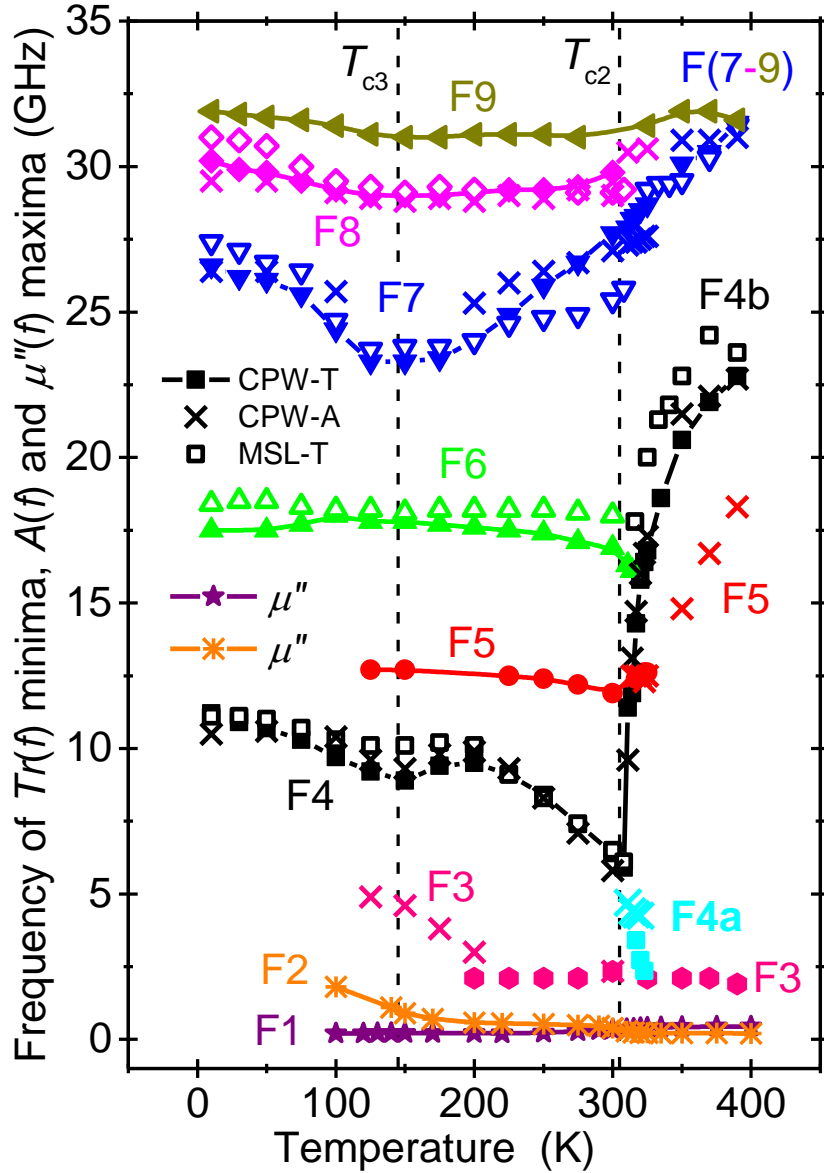 Frequency of Tr(f) minima, A(f) and μ″(f) maxima (GHz)
35
30
25
20
15
10
5
0
T_c3
T_c2
F(7-9)
F9
F8
F7
F4b
CPW-T
CPW-A
MSL-T
F6
μ″
μ″
F5
F5
F4
F3
F4a
F2
F3
F1
0 100 200 300 400
Temperature (K)